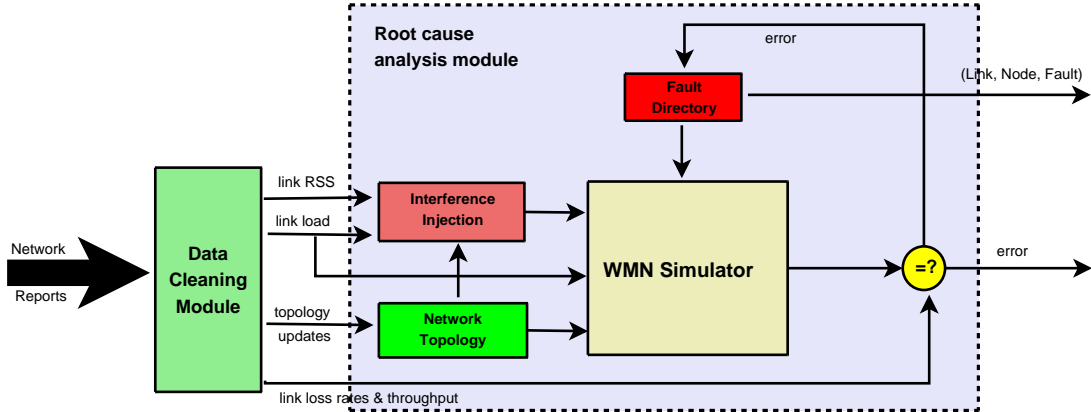 Root cause
analysis module
error
(Link, Node, Fault)
Fault
Directory
link RSS
link load
Interference
Injection
Network
Reports
Data
Cleaning
Module
WMN Simulator
=?
error
topology
updates
Network
Topology
link loss rates & throughput